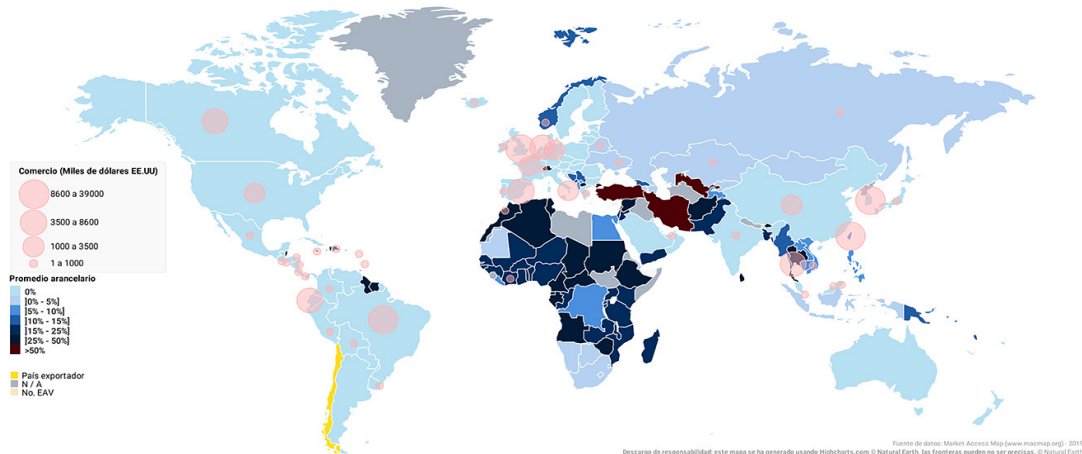 Comercio (Miles de dólares EE.UU)
8600 a 39000
3500 a 8600
1000 a 3500
1 a 1000
Promedio arancelario
0%
]0% - 5%]
]5% - 10%]
]10% - 15%]
]15% - 25%]
]25% - 50%]
>50%
País exportador
N / A
No. EAV
Fuente de datos: Market Access Map (www.macmap.org) - 2019
Descargo de responsabilidad: este mapa se ha generado usando Highcharts.com © Natural Earth, las fronteras pueden no ser precisas. © Natural Earth